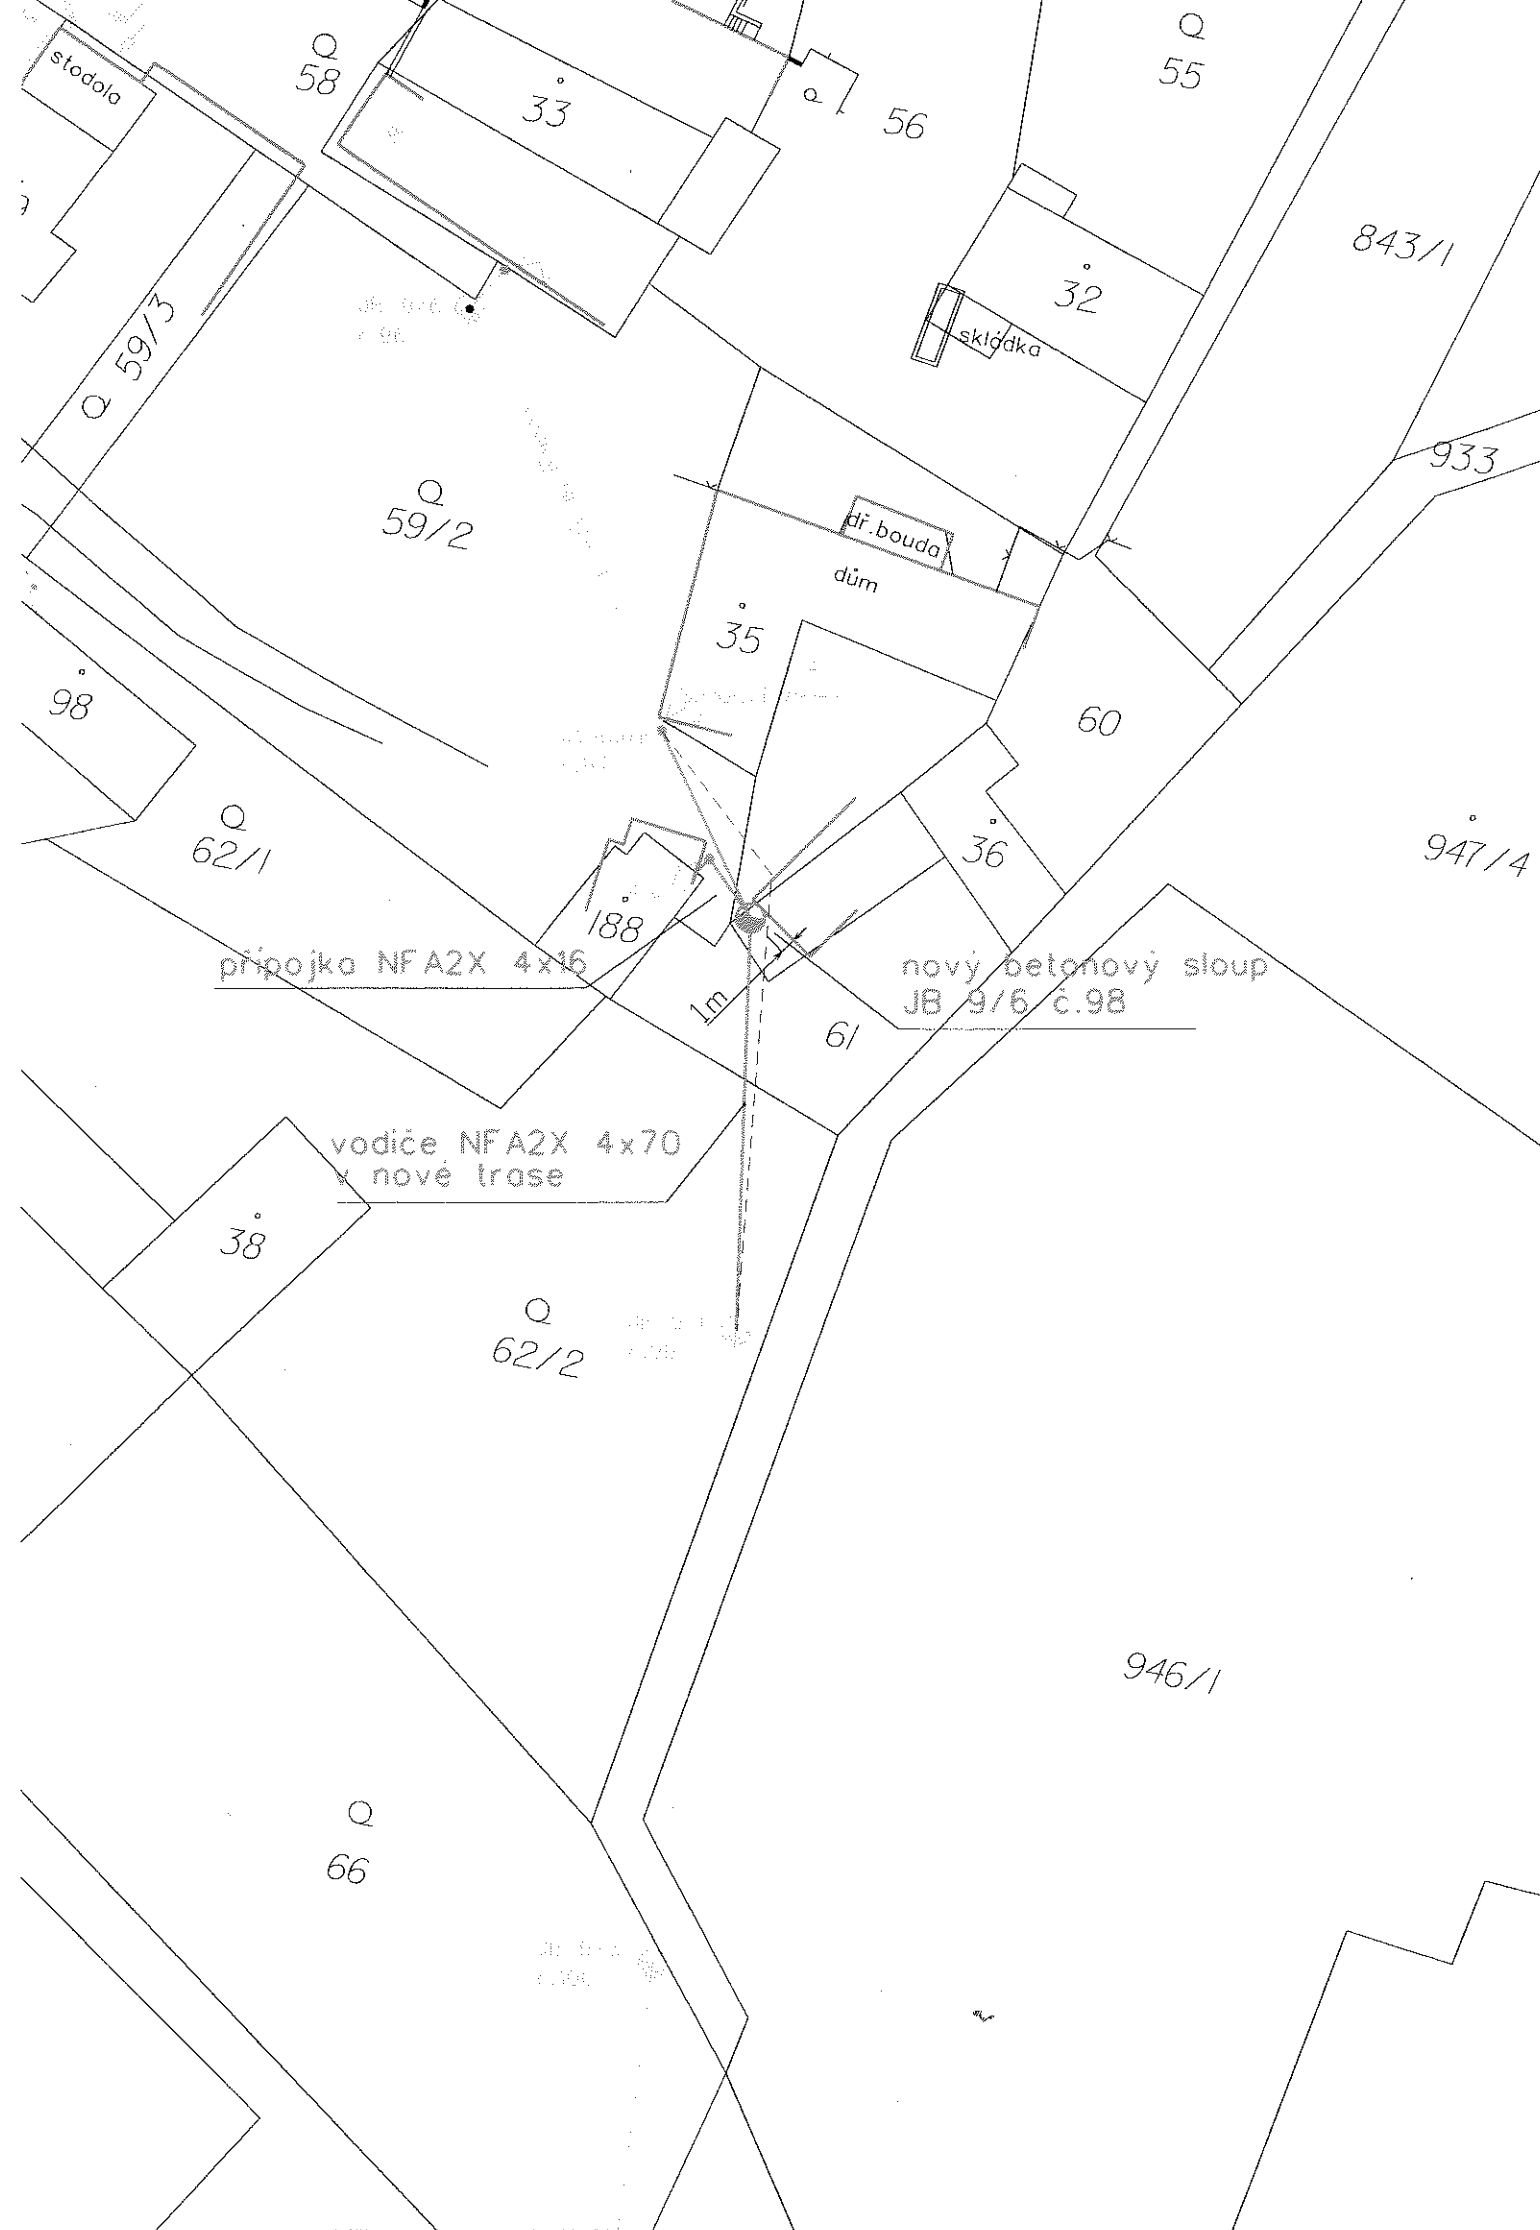 stodola
58
33
56
55
843/1
32
skládka
59/3
933
59/2
dř.bouda
dům
35
98
60
62/1
36
947/4
188
přípojka NFA2X 4x16
nový betonový sloup
JB 9/6 č.98
1m
61
vodiče NFA2X 4x70
v nové trase
38
62/2
946/1
66